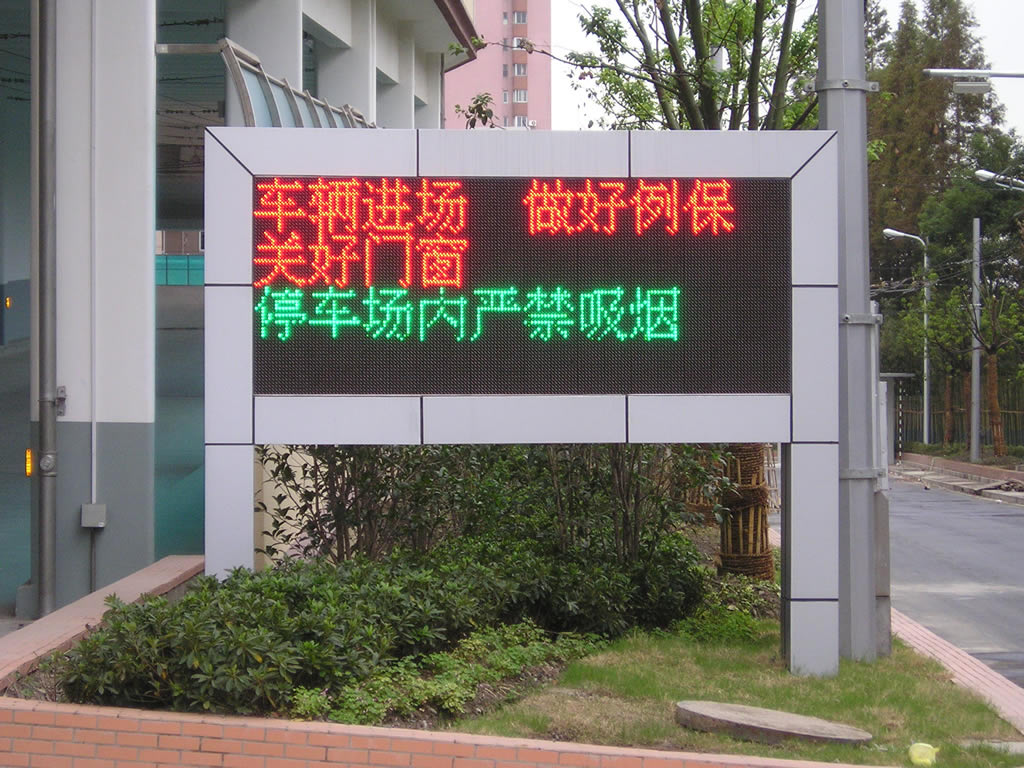 车辆进场 做好例保
关好门窗
停车场内严禁吸烟